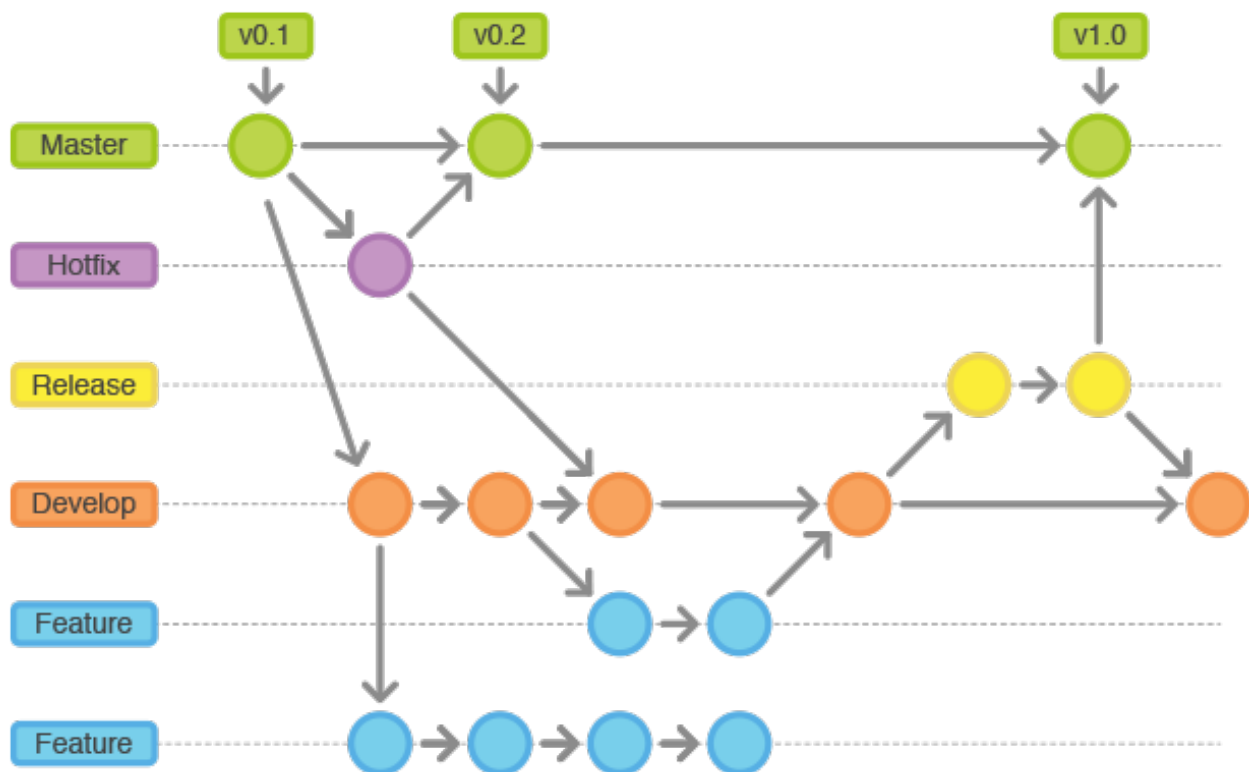 v0.1
v0.2
v1.0
Master
Hotfix
Release
Develop
Feature
Feature